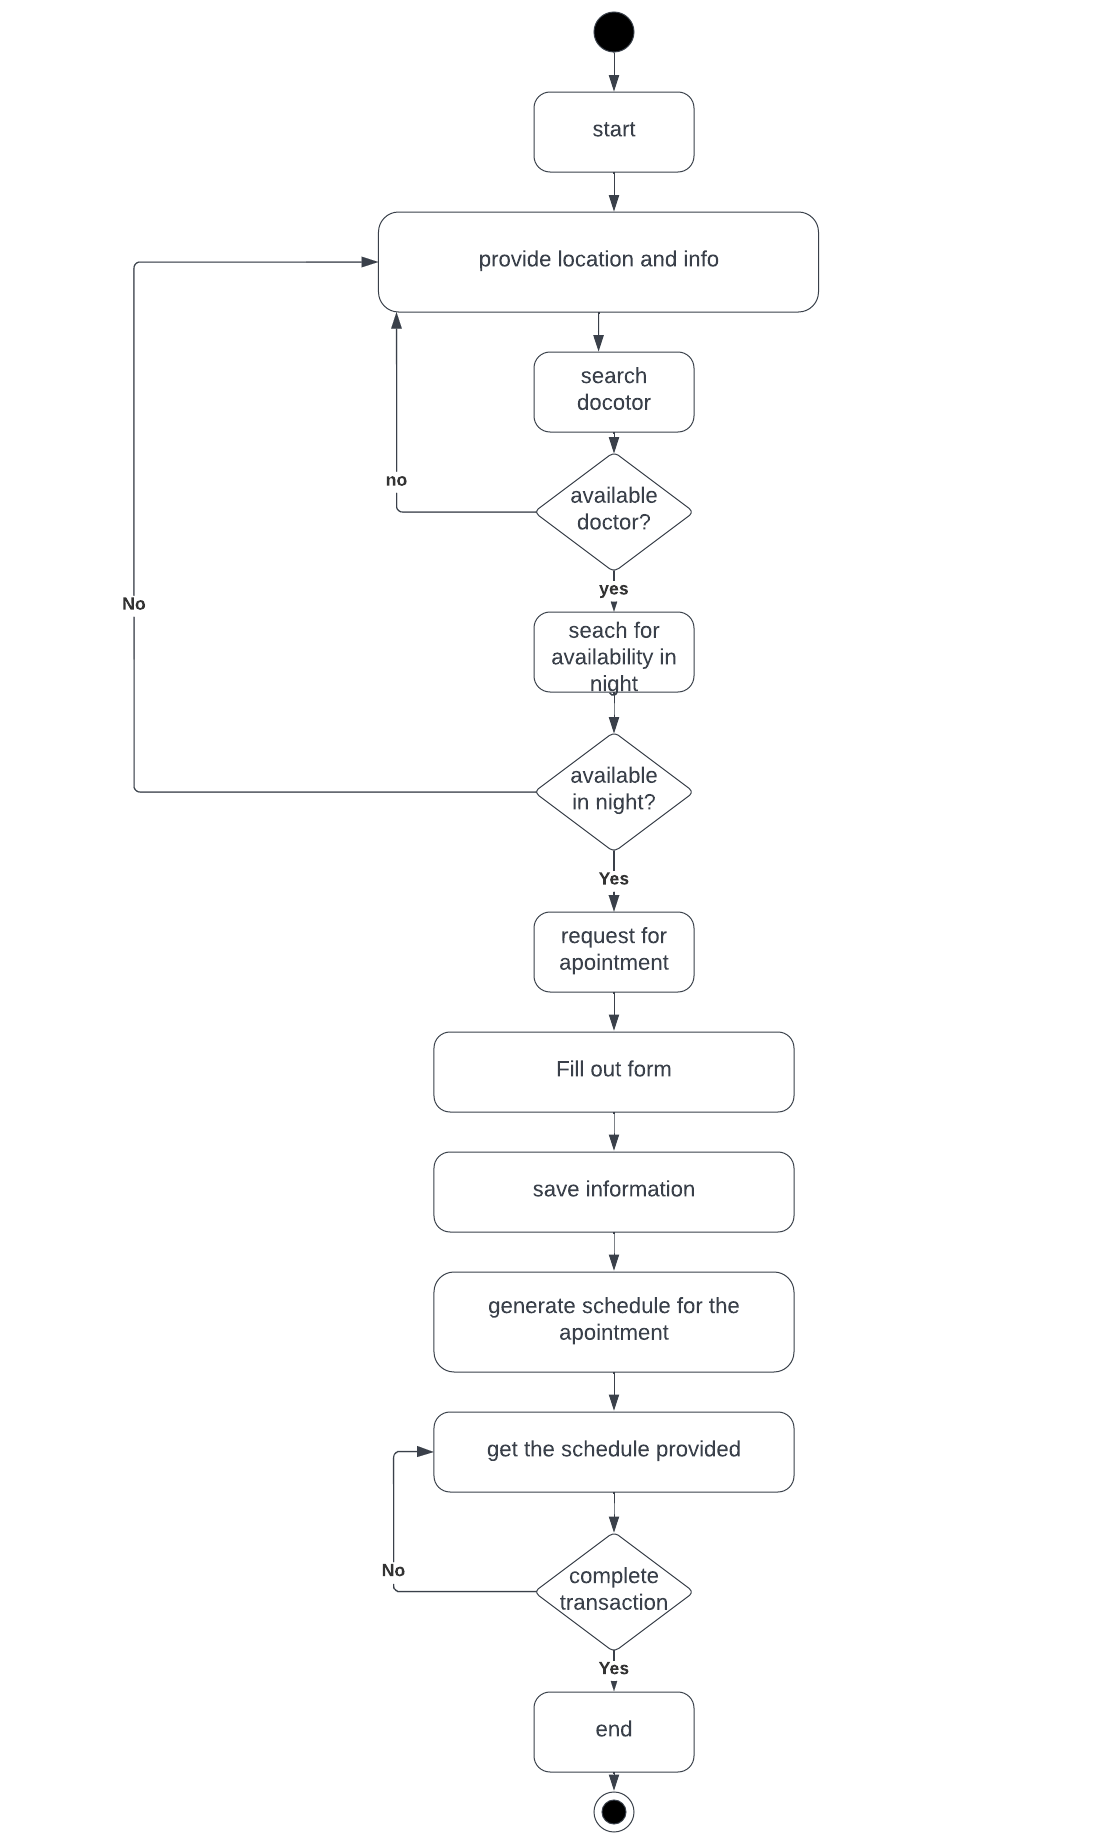 start
provide location and info
search
docotor
no
available
doctor?
yes
No
seach for
availability in
night
available
in night?
Yes
request for
apointment
Fill out form
save information
generate schedule for the
apointment
get the schedule provided
No
complete
transaction
Yes
end